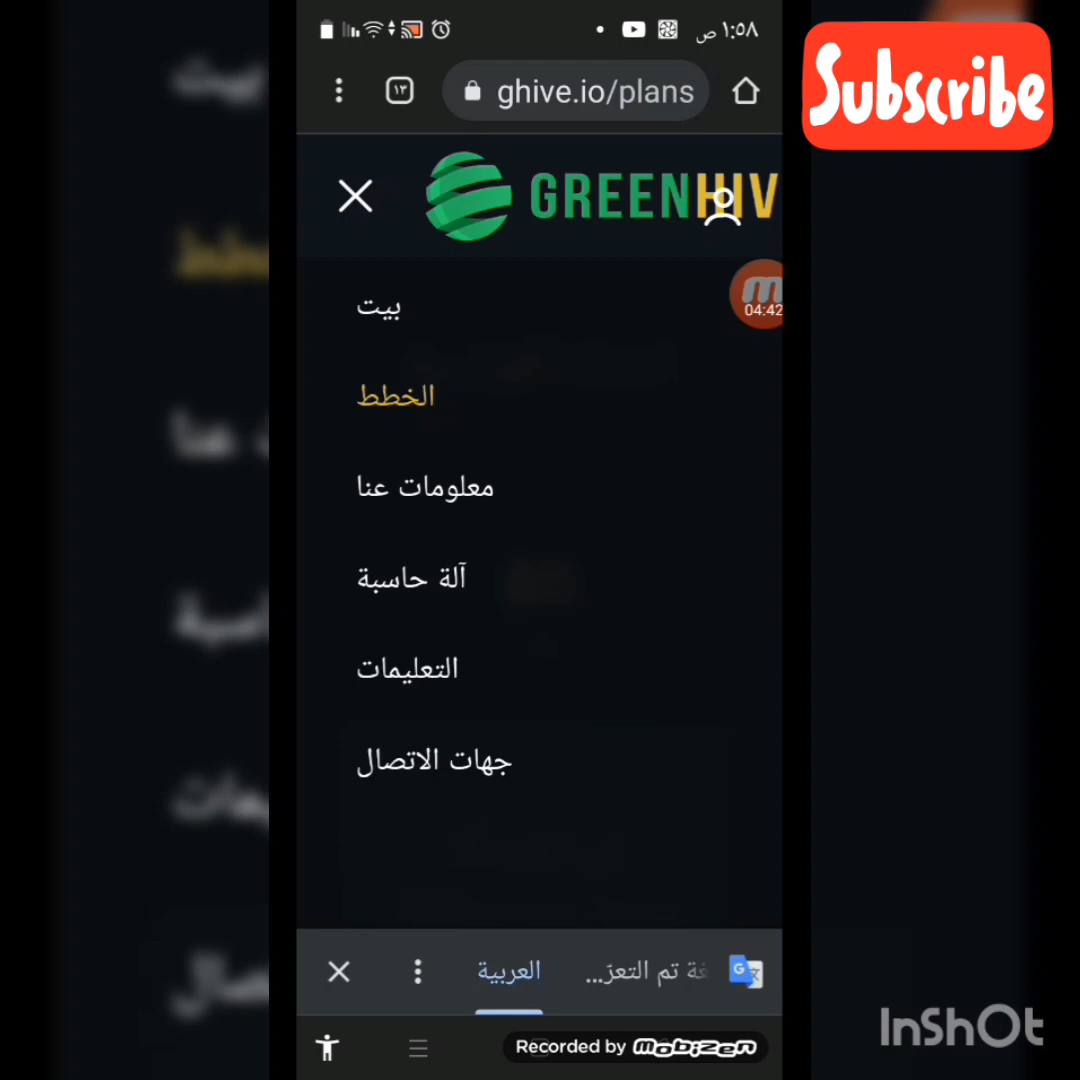 ١:٥٨ ص
Subscribe
١٣
ghive.io/plans
GREENHIV
بيت
04:42
الخطط
معلومات عنا
آلة حاسبة
التعليمات
جهات الاتصال
العربية
تم التعرّ...
Recorded by mobizen
InShOt